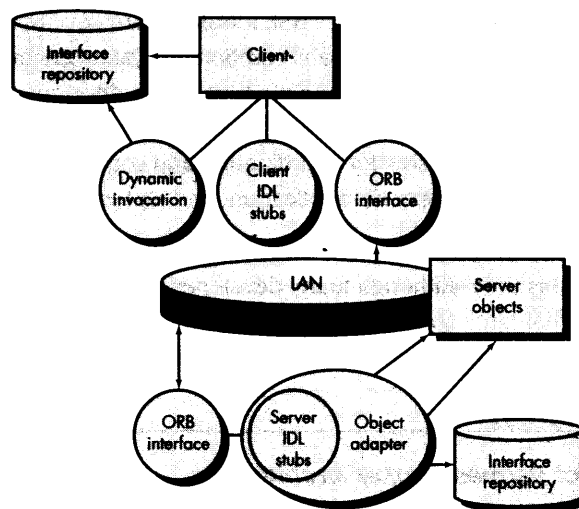 Interface
repository
Client
Dynamic
invocation
Client
IDL
stubs
ORB
interface
LAN
Server
objects
ORB
interface
Server
IDL
stubs
Object
adapter
Interface
repository